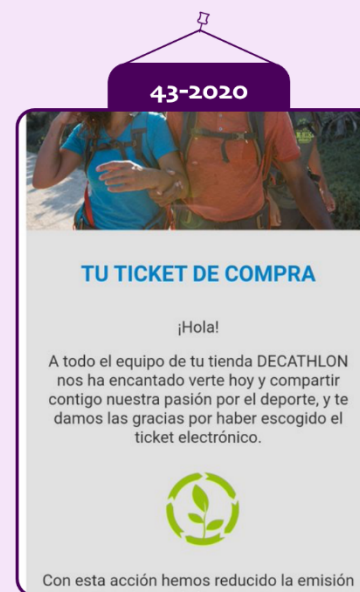 43-2020
TU TICKET DE COMPRA
¡Hola!
A todo el equipo de tu tienda DECATHLON
nos ha encantado verte hoy y compartir
contigo nuestra pasión por el deporte, y te
damos las gracias por haber escogido el
ticket electrónico.
Con esta acción hemos reducido la emisión